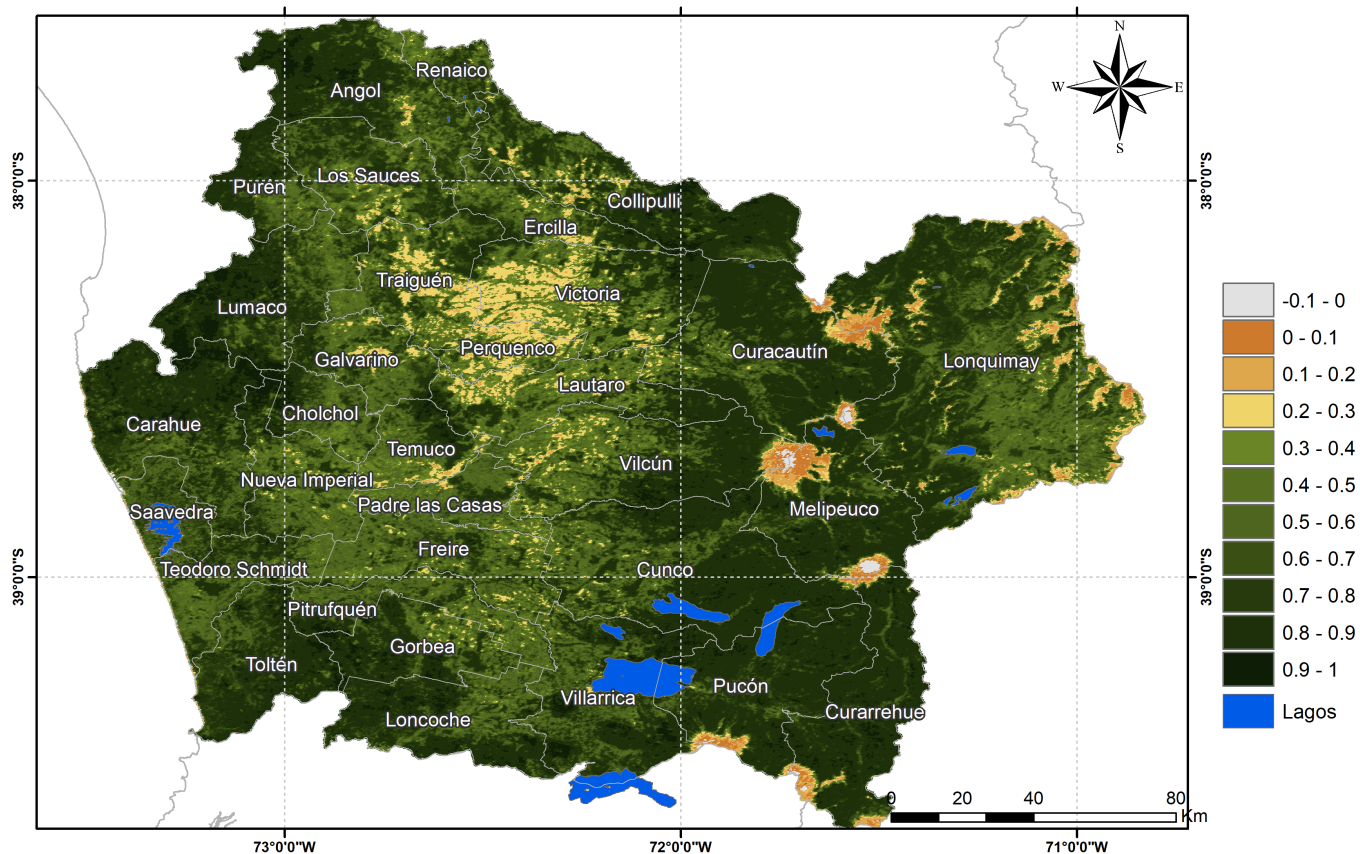 N
W
E
S
Renaico
Angol
Los Sauces
Purén
Collipulli
Ercilla
Traiguén
Victoria
Lumaco
Perquenco
Curacautín
Galvarino
Lonquimay
Lautaro
Cholchol
Carahue
Temuco
Vilcún
Nueva Imperial
Padre las Casas
Melipeuco
Saavedra
Freire
Teodoro Schmidt
Cunco
Pitrufquén
Gorbea
Toltén
Pucón
Villarrica
Curarrehue
Loncoche
38°0'0"S
38°0'0"S
39°0'0"S
39°0'0"S
73°0'0"W
72°0'0"W
71°0'0"W
0 20 40 80
Km
-0.1 - 0
0 - 0.1
0.1 - 0.2
0.2 - 0.3
0.3 - 0.4
0.4 - 0.5
0.5 - 0.6
0.6 - 0.7
0.7 - 0.8
0.8 - 0.9
0.9 - 1
Lagos